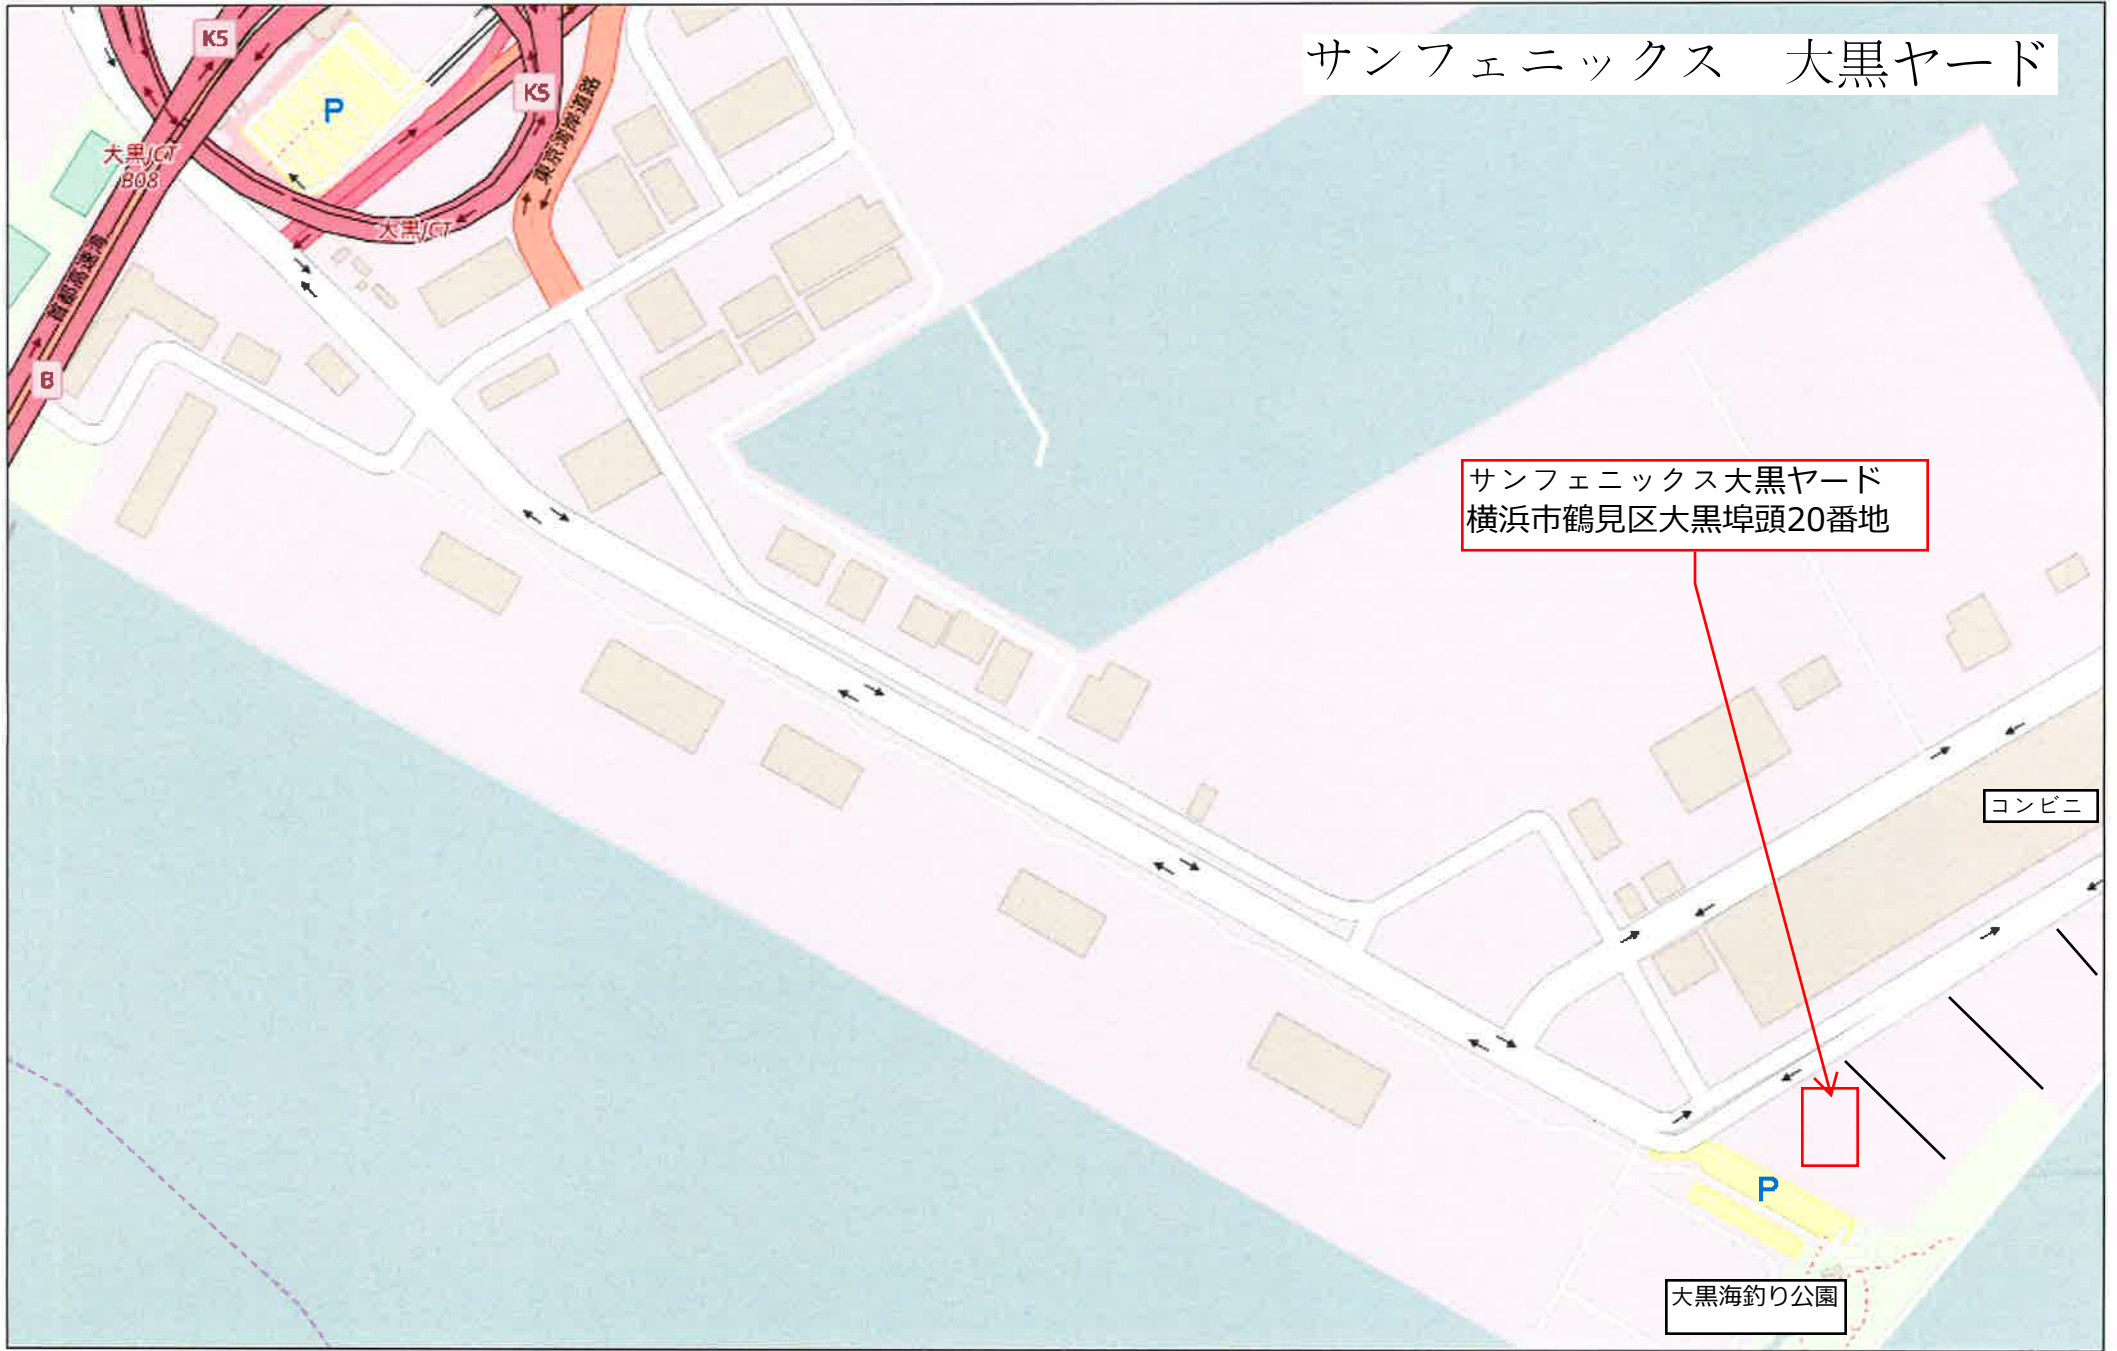 サンフェニックス　大黒ヤード
K5
P
K5
東京湾岸道路
大黒JCT
B08
大黒JCT
首都高速湾
B
サンフェニックス大黒ヤード
横浜市鶴見区大黒埠頭20番地
コンビニ
P
大黒海釣り公園